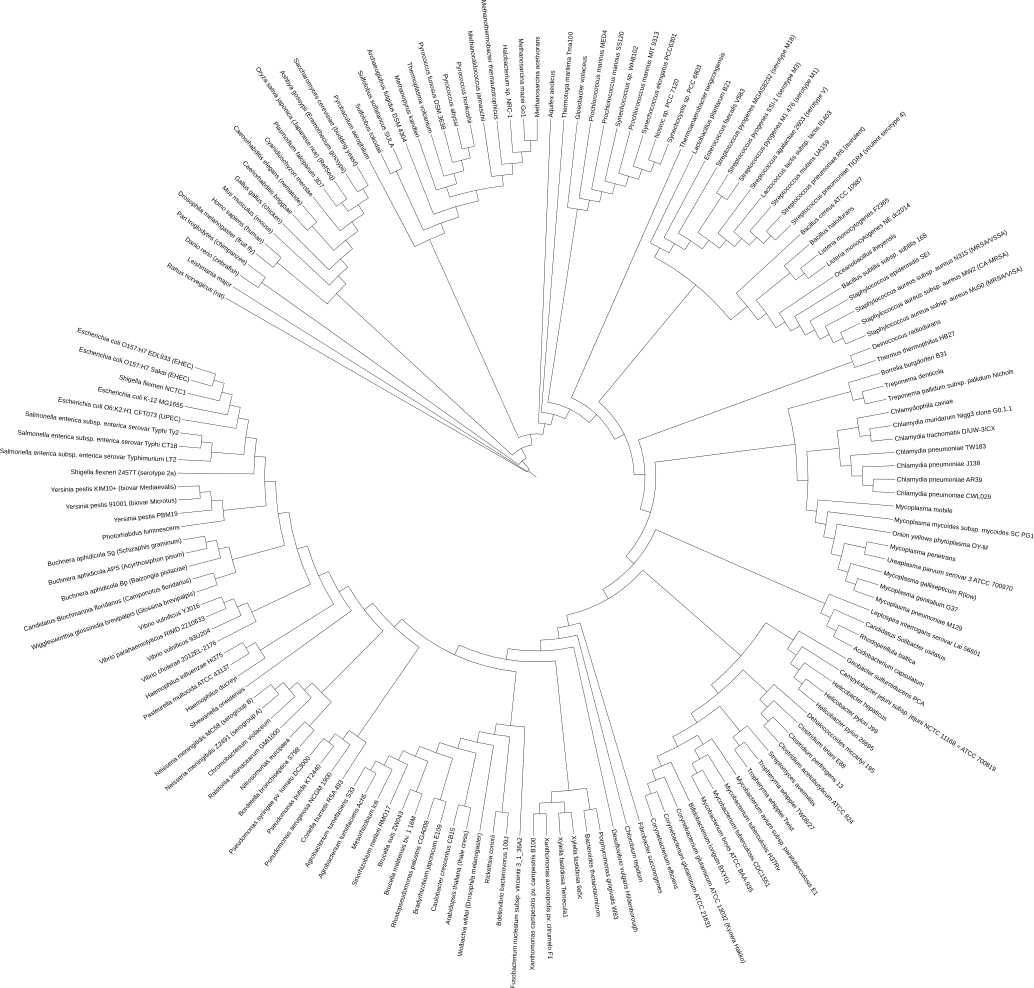 Methanothermobacter thermautotrophicus
Halobacterium sp. NRC-1
Methanosarcina mazei Go1
Methanosarcina acetivorans
Aquifex aeolicus
Thermotoga maritima Tma100
Gloeobacter violaceus
Prochlorococcus marinus MED4
Prochlorococcus marinus SS120
Synechococcus sp. WH8102
Prochlorococcus marinus MIT 9313
Synechococcus elongatus PCC6301
Nostoc sp. PCC 7120
Synechocystis sp. PCC 6803
Thermoanaerobacter tengcongensis
Lactobacillus plantarum B21
Enterococcus faecalis V583
Streptococcus pyogenes MGAS8232 (serotype M18)
Streptococcus pyogenes SSI-1 (serotype M3)
Streptococcus pyogenes M1 476 (serotype M1)
Streptococcus agalactiae 2603 (serotype V)
Lactococcus lactis subsp. lactis Il1403
Streptococcus mutans UA159
Streptococcus pneumoniae R6 (avirulent)
Streptococcus pneumoniae TIGR4 (virulent serotype 4)
Bacillus cereus ATCC 10987
Bacillus halodurans
Listeria monocytogenes F2365
Listeria monocytogenes NE dc2014
Oceanobacillus iheyensis
Bacillus subtilis subsp. subtilis 168
Staphylococcus epidermidis SEI
Staphylococcus aureus subsp. aureus N315 (MRSA/VSSA)
Staphylococcus aureus subsp. aureus MW2 (CA-MRSA)
Staphylococcus aureus subsp. aureus Mu50 (MRSA/VISA)
Deinococcus radiodurans
Thermus thermophilus HB27
Borrelia burgdorferi B31
Treponema denticola
Treponema pallidum subsp. pallidum Nichols
Chlamydophila caviae
Chlamydia muridarum Nigg3 clone G0.1.1
Chlamydia trachomatis D/UW-3/CX
Chlamydia pneumoniae TW183
Chlamydia pneumoniae J138
Chlamydia pneumoniae AR39
Chlamydia pneumoniae CWL029
Mycoplasma mobile
Mycoplasma mycoides subsp. mycoides SC PG1
Onion yellows phytoplasma OY-M
Mycoplasma penetrans
Ureaplasma parvum serovar 3 ATCC 700970
Mycoplasma gallisepticum R(low)
Mycoplasma genitalium G37
Mycoplasma pneumoniae M129
Leptospira interrogans serovar Lai 56601
Candidatus Solibacter usitatus
Rhodopirellula baltica
Acidobacterium capsulatum
Geobacter sulfurreducens PCA
Campylobacter jejuni subsp. jejuni NCTC 11168 = ATCC 700819
Helicobacter hepaticus
Helicobacter pylori J99
Helicobacter pylori 26695
Dehalococcoides mccartyi 195
Clostridium tetani E88
Clostridium perfringens 13
Clostridium acetobutylicum ATCC 824
Streptomyces avermitilis
Tropheryma whipplei TW08/27
Tropheryma whipplei Twist
Mycobacterium avium subsp. paratuberculosis E1
Mycobacterium tuberculosis H37Rv
Mycobacterium tuberculosis CDC1551
Mycobacterium bovis ATCC BAA-935
Bifidobacterium longum BXY01
Corynebacterium glutamicum ATCC 13032 (Kyowa Hakko)
Corynebacterium glutamicum ATCC 21831
Corynebacterium efficiens
Fibrobacter succinogenes
Chlorobium tepidum
Desulfovibrio vulgaris Hildenborough
Porphyromonas gingivalis W83
Bacteroides thetaiotaomicron
Xylella fastidiosa 9a5c
Xylella fastidiosa Temecula1
Xanthomonas axonopodis pv. citrumelo F1
Xanthomonas campestris pv. campestris B100
Fusobacterium nucleatum subsp. vincentii 3_1_36A2
Bdellovibrio bacteriovorus 109J
Rickettsia conorii
Wolbachia wMel (Drosophila melanogaster)
Arabidopsis thaliana (thale cress)
Caulobacter crescentus CB15
Bradyrhizobium japonicum E109
Rhodopseudomonas palustris CGA009
Brucella melitensis bv. 1 16M
Brucella suis ZW043
Sinorhizobium meliloti RMO17
Mesorhizobium loti
Agrobacterium tumefaciens Ach5
Agrobacterium tumefaciens S33
Coxiella burnetii RSA 493
Pseudomonas aeruginosa NCGM 1900
Pseudomonas putida KT2440
Pseudomonas syringae pv. tomato DC3000
Bordetella bronchiseptica S798
Nitrosomonas europaea
Ralstonia solanacearum GMI1000
Chromobacterium violaceum
Neisseria meningitidis Z2491 (serogroup A)
Neisseria meningitidis MC58 (serogroup B)
Shewanella oneidensis
Haemophilus ducreyi
Pasteurella multocida ATCC 43137
Haemophilus influenzae Hi375
Vibrio cholerae 2012EL-2176
Vibrio vulnificus 93U204
Vibrio parahaemolyticus RIMD 2210633
Vibrio vulnificus YJ016
Wigglesworthia glossinidia brevipalpis (Glossina brevipalpis)
Candidatus Blochmannia floridanus (Camponotus floridanus)
Buchnera aphidicola Bp (Baizongia pistaciae)
Buchnera aphidicola APS (Acyrthosiphon pisum)
Buchnera aphidicola Sg (Schizaphis graminum)
Photorhabdus luminescens
Yersinia pestis PBM19
Yersinia pestis 91001 (biovar Microtus)
Yersinia pestis KIM10+ (biovar Mediaevalis)
Shigella flexneri 2457T (serotype 2a)
Salmonella enterica subsp. enterica serovar Typhimurium LT2
Salmonella enterica subsp. enterica serovar Typhi CT18
Salmonella enterica subsp. enterica serovar Typhi Ty2
Escherichia coli O6:K2:H1 CFT073 (UPEC)
Escherichia coli K-12 MG1655
Shigella flexneri NCTC1
Escherichia coli O157:H7 Sakai (EHEC)
Escherichia coli O157:H7 EDL933 (EHEC)
Rattus norvegicus (rat)
Leishmania major
Danio rerio (zebrafish)
Pan troglodytes (chimpanzee)
Drosophila melanogaster (fruit fly)
Homo sapiens (human)
Mus musculus (mouse)
Gallus gallus (chicken)
Caenorhabditis briggsae
Caenorhabditis elegans (nematode)
Cyanidioschyzon merolae
Plasmodium falciparum 3D7
Oryza sativa japonica (Japanese rice) (RefSeq)
Ashbya gossypii (Eremothecium gossypii)
Saccharomyces cerevisiae (budding yeast)
Pyrobaculum aerophilum
Sulfolobus tokodaii
Sulfolobus solfataricus SULA
Archaeoglobus fulgidus DSM 4304
Methanopyrus kandleri
Thermoplasma volcanium
Pyrococcus furiosus DSM 3638
Pyrococcus abyssi
Pyrococcus horikoshii
Methanocaldococcus jannaschii